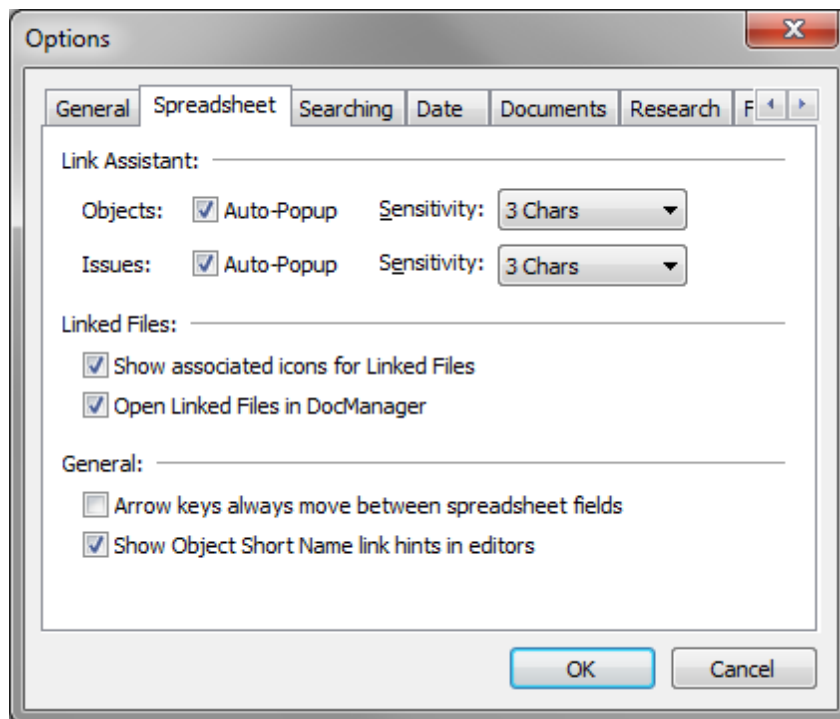 Options
General Spreadsheet Searching Date Documents Research F
Link Assistant:
Objects: Auto-Popup Sensitivity: 3 Chars
Issues: Auto-Popup Sensitivity: 3 Chars
Linked Files:
Show associated icons for Linked Files
Open Linked Files in DocManager
General:
Arrow keys always move between spreadsheet fields
Show Object Short Name link hints in editors
OK Cancel